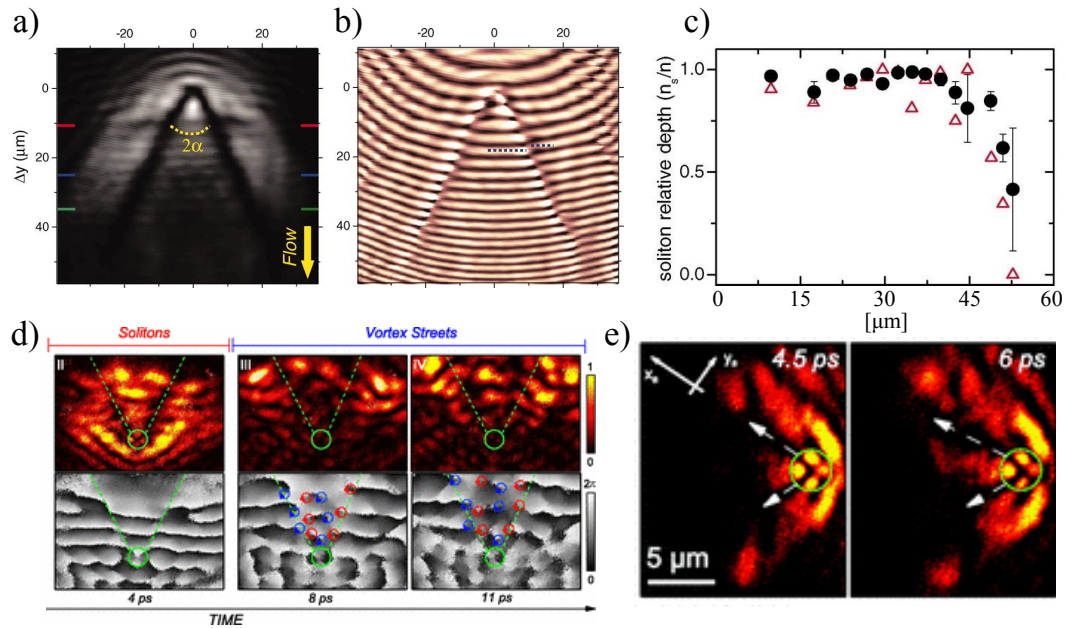 a)
-20 0 20
Δy (μm)
0
20
40
2α
Flow
b)
-20 0 20
0
20
40
c)
soliton relative depth (ns/n)
1.0
0.5
0.0
0 15 30 45 60
[μm]
d)
Solitons
Vortex Streets
II
III
IV
1
0
2π
0
4 ps
8 ps
11 ps
TIME
e)
xs
ys
4.5 ps
6 ps
5 μm